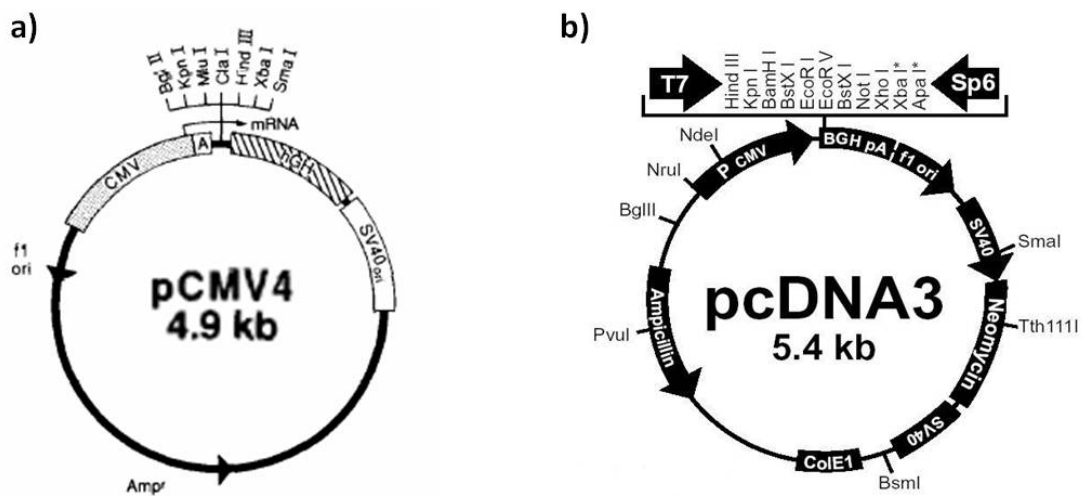 a)
Bgl II
Kpn I
Mlu I
Cla I
Hind III
Xba I
Sma I
mRNA
CMV
A
hGH
SV40 ori
f1
ori
pCMV4
4.9 kb
Ampr
b)
T7
Hind III
Kpn I
BamH I
BstX I
EcoR I
EcoR V
BstX I
Not I
Xho I
Xba I*
Apa I*
Sp6
NdeI
NruI
BglII
PvuI
P CMV
BGH pA
f1 ori
SV40
SmaI
Neomycin
Tth111I
SV40
BsmI
ColE1
Ampicillin
pcDNA3
5.4 kb